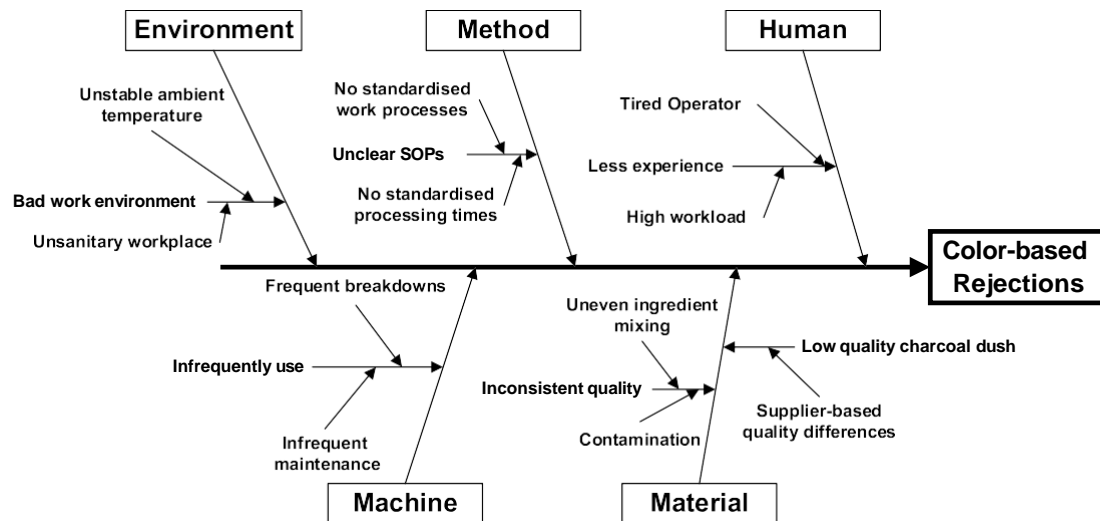 Environment
Method
Human
Unstable ambient
temperature
No standardised
work processes
Tired Operator
Unclear SOPs
Less experience
Bad work environment
No standardised
processing times
High workload
Unsanitary workplace
Color-based
Rejections
Frequent breakdowns
Uneven ingredient
mixing
Low quality charcoal dush
Infrequently use
Inconsistent quality
Supplier-based
quality differences
Contamination
Infrequent
maintenance
Machine
Material